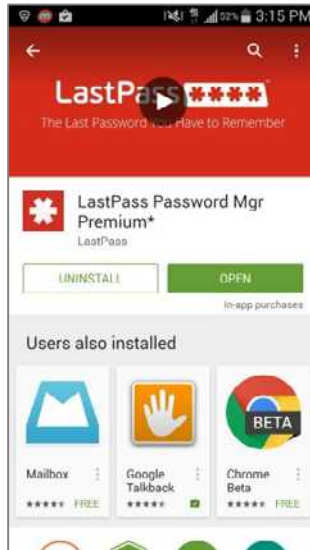 52% 3:15 PM
LastPass ****
The Last Password You Have to Remember
LastPass Password Mgr
Premium*
LastPass
UNINSTALL OPEN
In-app purchases
Users also installed
BETA
Mailbox
FREE
Google
Talkback
Chrome
Beta
FREE